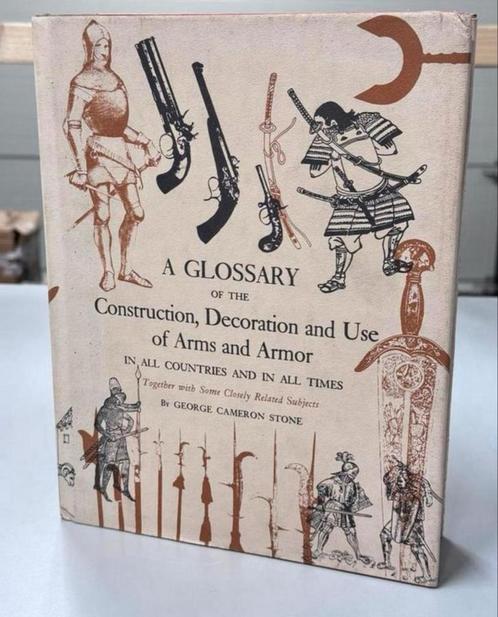 A GLOSSARY
OF THE
Construction, Decoration and Use
of Arms and Armor
IN ALL COUNTRIES AND IN ALL TIMES
Together with Some Closely Related Subjects
By GEORGE CAMERON STONE